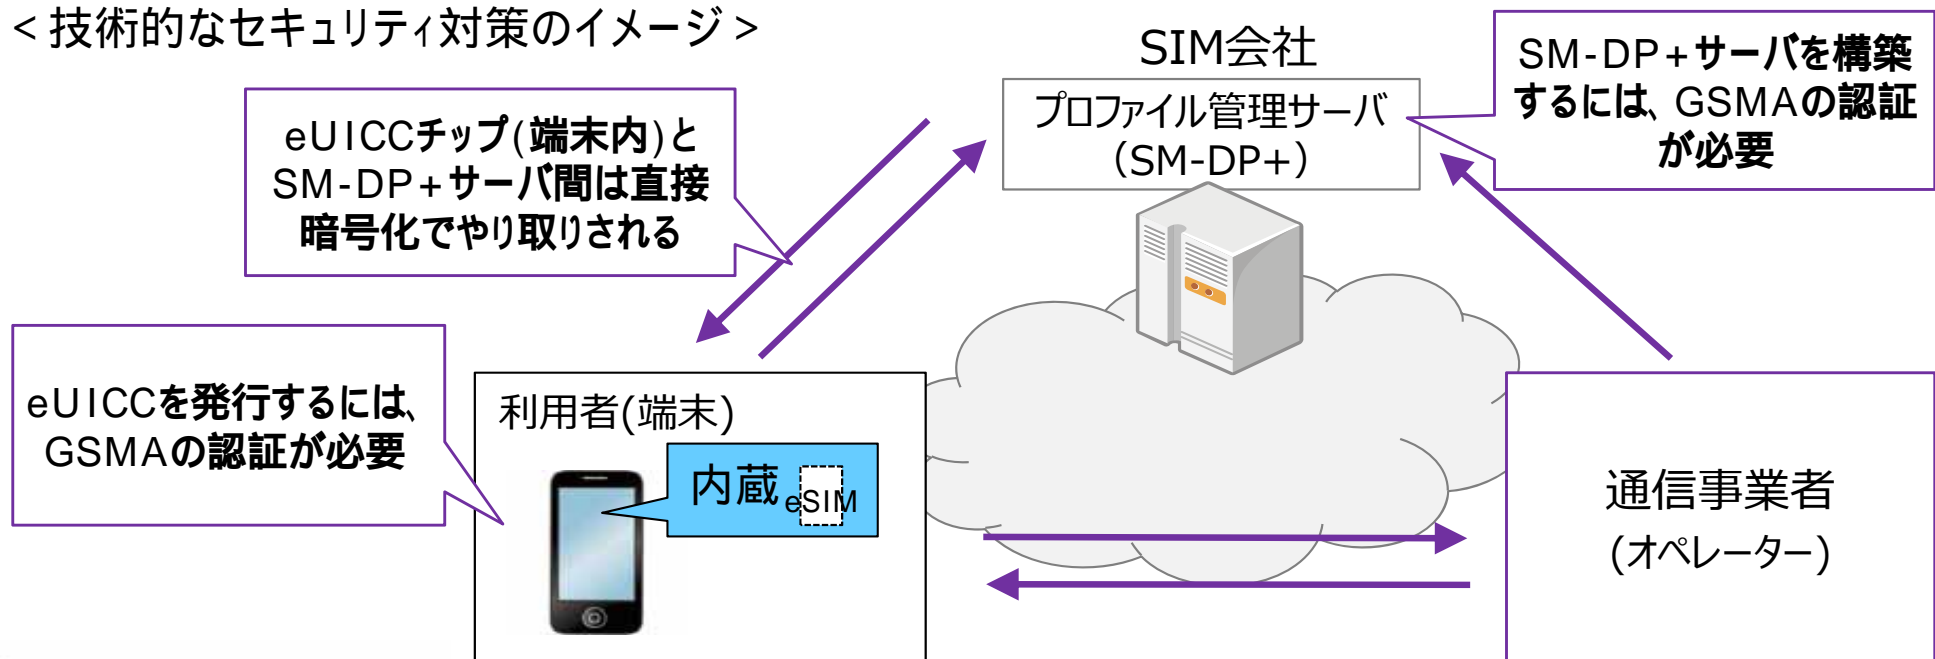 <技術的なセキュリティ対策のイメージ>
SIM会社
プロファイル管理サーバ
(SM-DP+)
SM-DP+サーバを構築
するには、GSMAの認証
が必要
eUICCチップ(端末内)と
SM-DP+サーバ間は直接
暗号化でやり取りされる
eUICCを発行するには、
GSMAの認証が必要
利用者(端末)
内蔵
eSIM
通信事業者
(オペレーター)